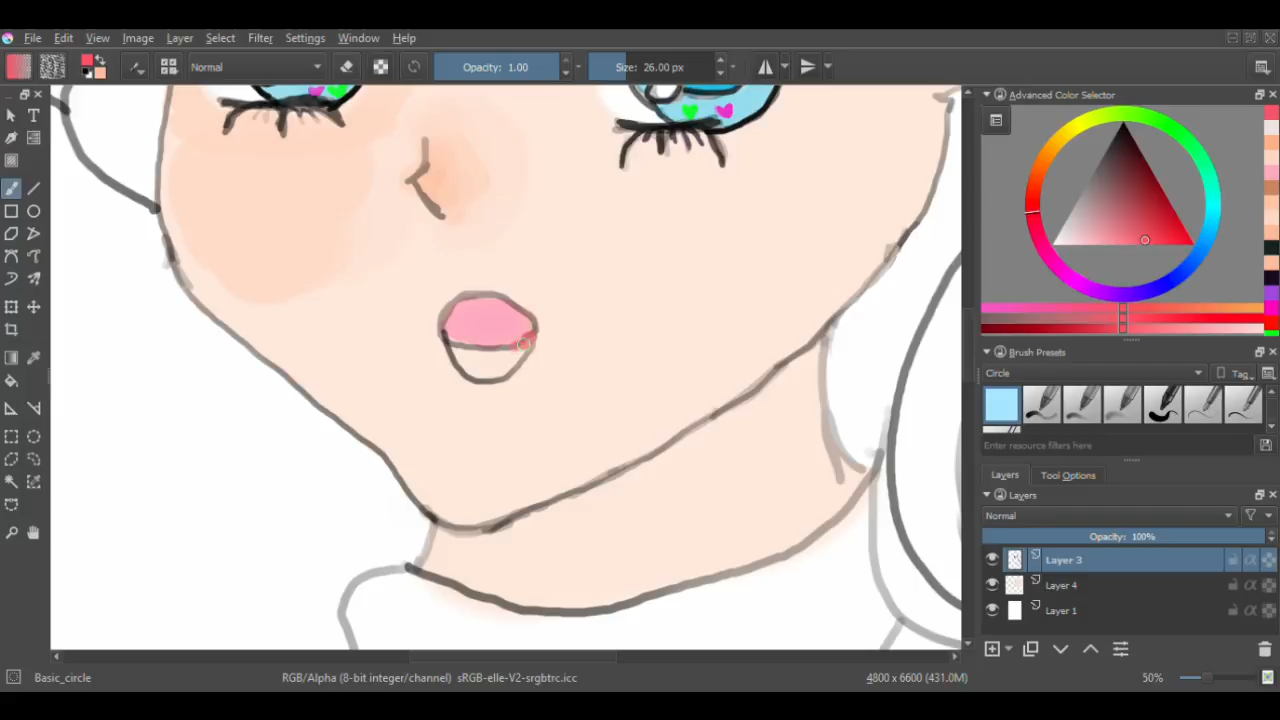 File Edit View Image Layer Select Filter Settings Window Help
Normal Opacity: 1.00 Size: 26.00 px
Advanced Color Selector
Brush Presets
Circle Tag
Enter resource filters here
Layers Tool Options
Layers
Normal
Opacity: 100%
Layer 3
Layer 4
Layer 1
Basic_circle RGB/Alpha (8-bit integer/channel) sRGB-elle-V2-srgbtrc.icc 4800 x 6600 (431.0M) 50%